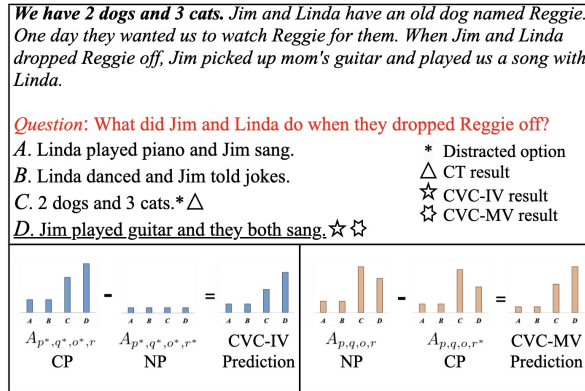 We have 2 dogs and 3 cats. Jim and Linda have an old dog named Reggie.
One day they wanted us to watch Reggie for them. When Jim and Linda
dropped Reggie off, Jim picked up mom's guitar and played us a song with
Linda.
Question: What did Jim and Linda do when they dropped Reggie off?
A. Linda played piano and Jim sang.
B. Linda danced and Jim told jokes.
C. 2 dogs and 3 cats.* △
D. Jim played guitar and they both sang. ☆ ✡
* Distracted option
△ CT result
☆ CVC-IV result
✡ CVC-MV result
A B C D - A B C D = A B C D
A_{p*,q*,o*,r} A_{p*,q*,o*,r*} CVC-IV
CP NP Prediction
A B C D - A B C D = A B C D
A_{p,q,o,r} A_{p,q,o,r*} CVC-MV
NP CP Prediction